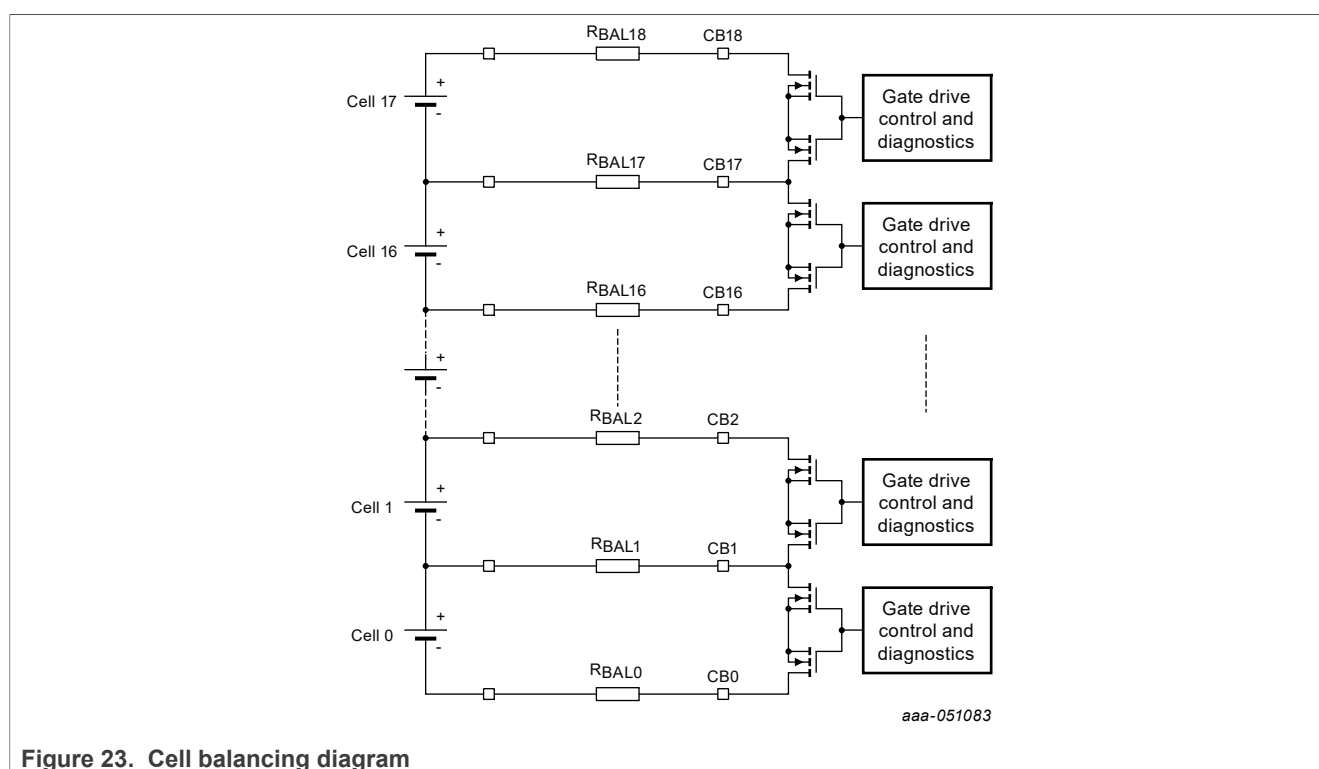 RBAL18 CB18
+
Cell 17
-
Gate drive
control and
diagnostics
RBAL17 CB17
+
Cell 16
-
Gate drive
control and
diagnostics
RBAL16 CB16
+
-
RBAL2 CB2
+
Cell 1
-
Gate drive
control and
diagnostics
RBAL1 CB1
+
Cell 0
-
Gate drive
control and
diagnostics
RBAL0 CB0
aaa-051083
Figure 23. Cell balancing diagram